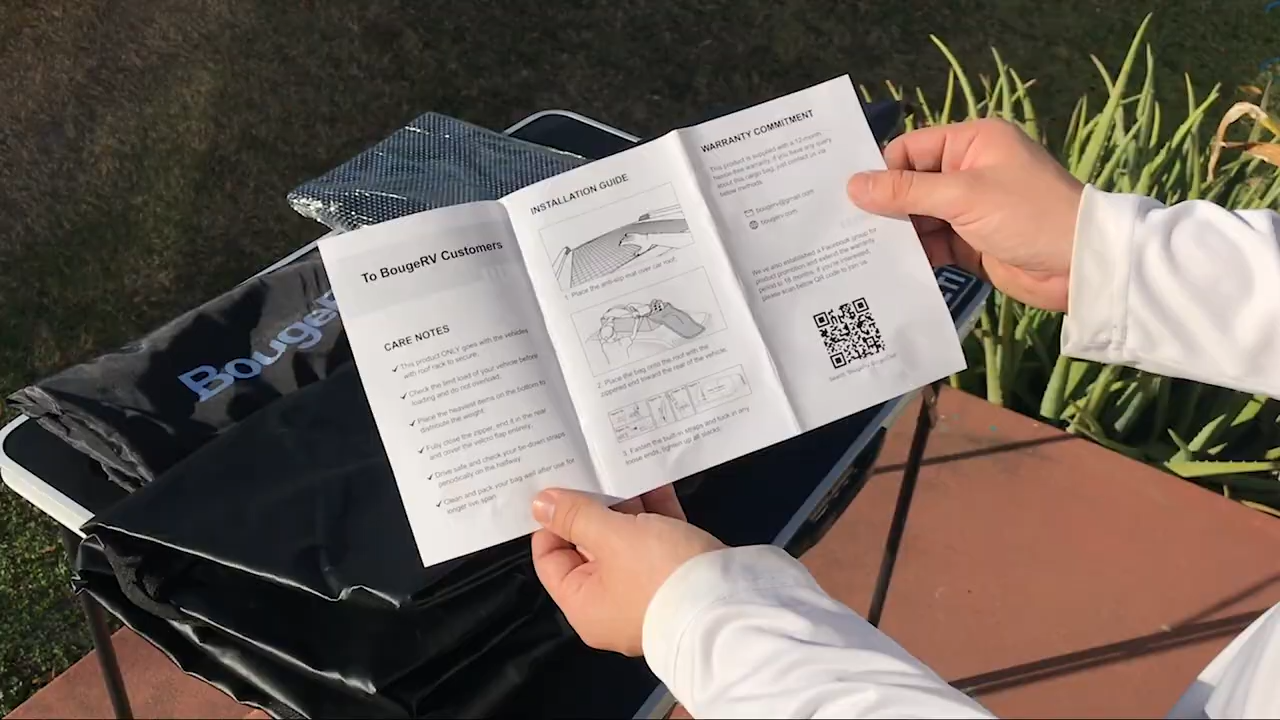 To BougeRV Customers
CARE NOTES
✓ This product ONLY goes with the vehicles
with roof rack to secure.
✓ Check the limit load of your vehicle before
loading and do not overload.
✓ Place the heaviest items on the bottom to
distribute the weight.
✓ Fully close the zipper, end it in the rear
and cover the velcro flap entirely.
✓ Drive safe and check your tie-down straps
periodically on the halfway.
✓ Clean and pack your bag well after use for
longer live span.
INSTALLATION GUIDE
1. Place the anti-slip mat over car roof.
2. Place the bag onto the roof with the
zippered end toward the rear of the vehicle.
3. Fasten the built-in straps and tuck in any
loose ends, tighten up all slacks.
WARRANTY COMMITMENT
This product is supplied with a 12-month
hassle-free warranty, if you have any query
about this cargo bag, just contact us via
below methods.
bougerv@gmail.com
bougerv.com
We've also established a Facebook group for
product promotion and extend the warranty
period to 18 months, if you're interested,
please scan below QR code to join us.
BougeR